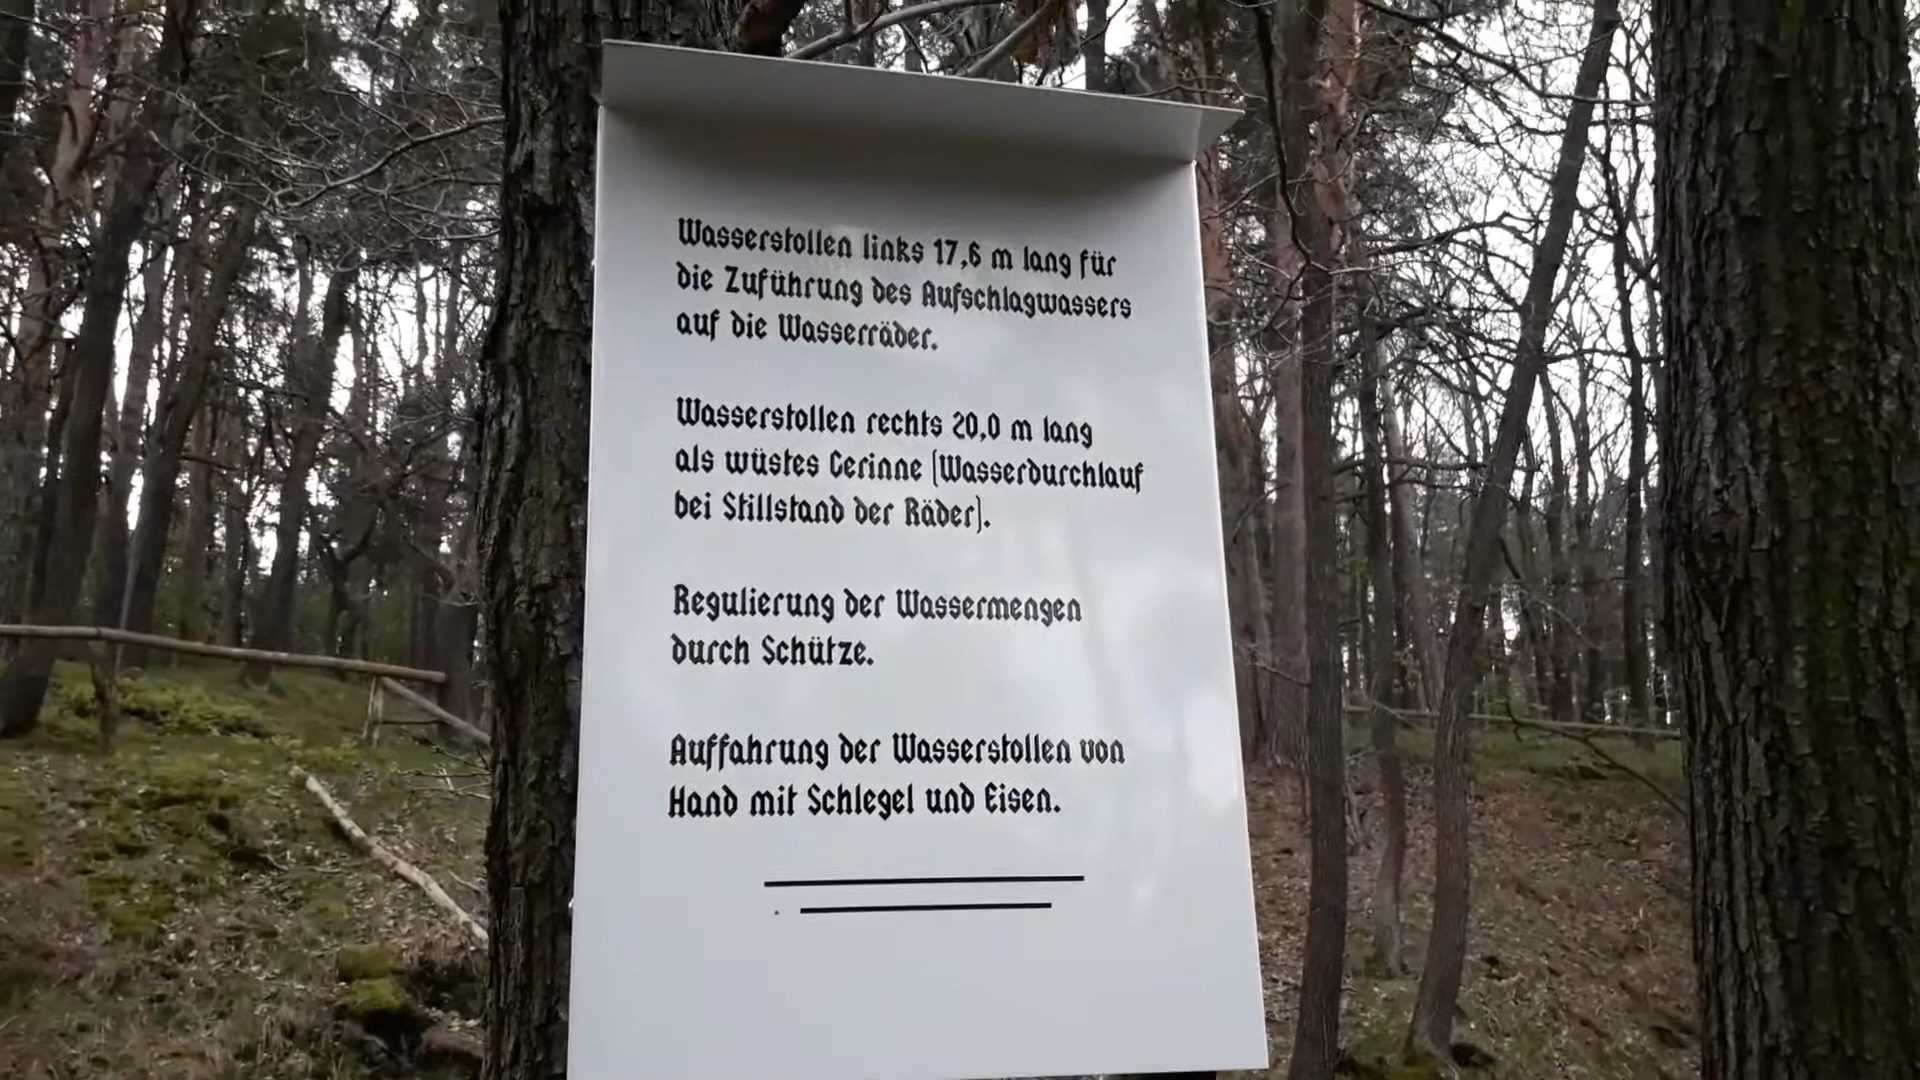 Wasserstollen links 17,6 m lang für
die Zuführung des Aufschlagwassers
auf die Wasserräder.
Wasserstollen rechts 20,0 m lang
als wüstes Gerinne (Wasserdurchlauf
bei Stillstand der Räder).
Regulierung der Wassermengen
durch Schütze.
Auffahrung der Wasserstollen von
Hand mit Schlegel und Eisen.